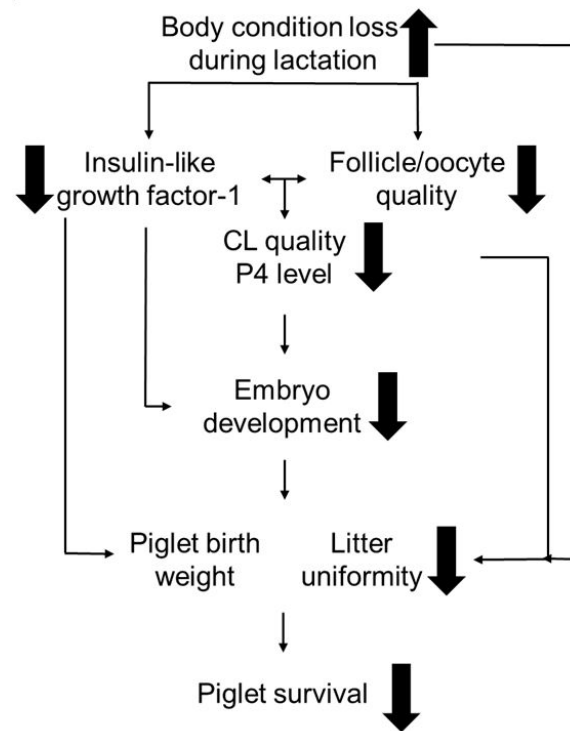 Body condition loss
during lactation
Insulin-like
growth factor-1
Follicle/oocyte
quality
CL quality
P4 level
Embryo
development
Piglet birth
weight
Litter
uniformity
Piglet survival